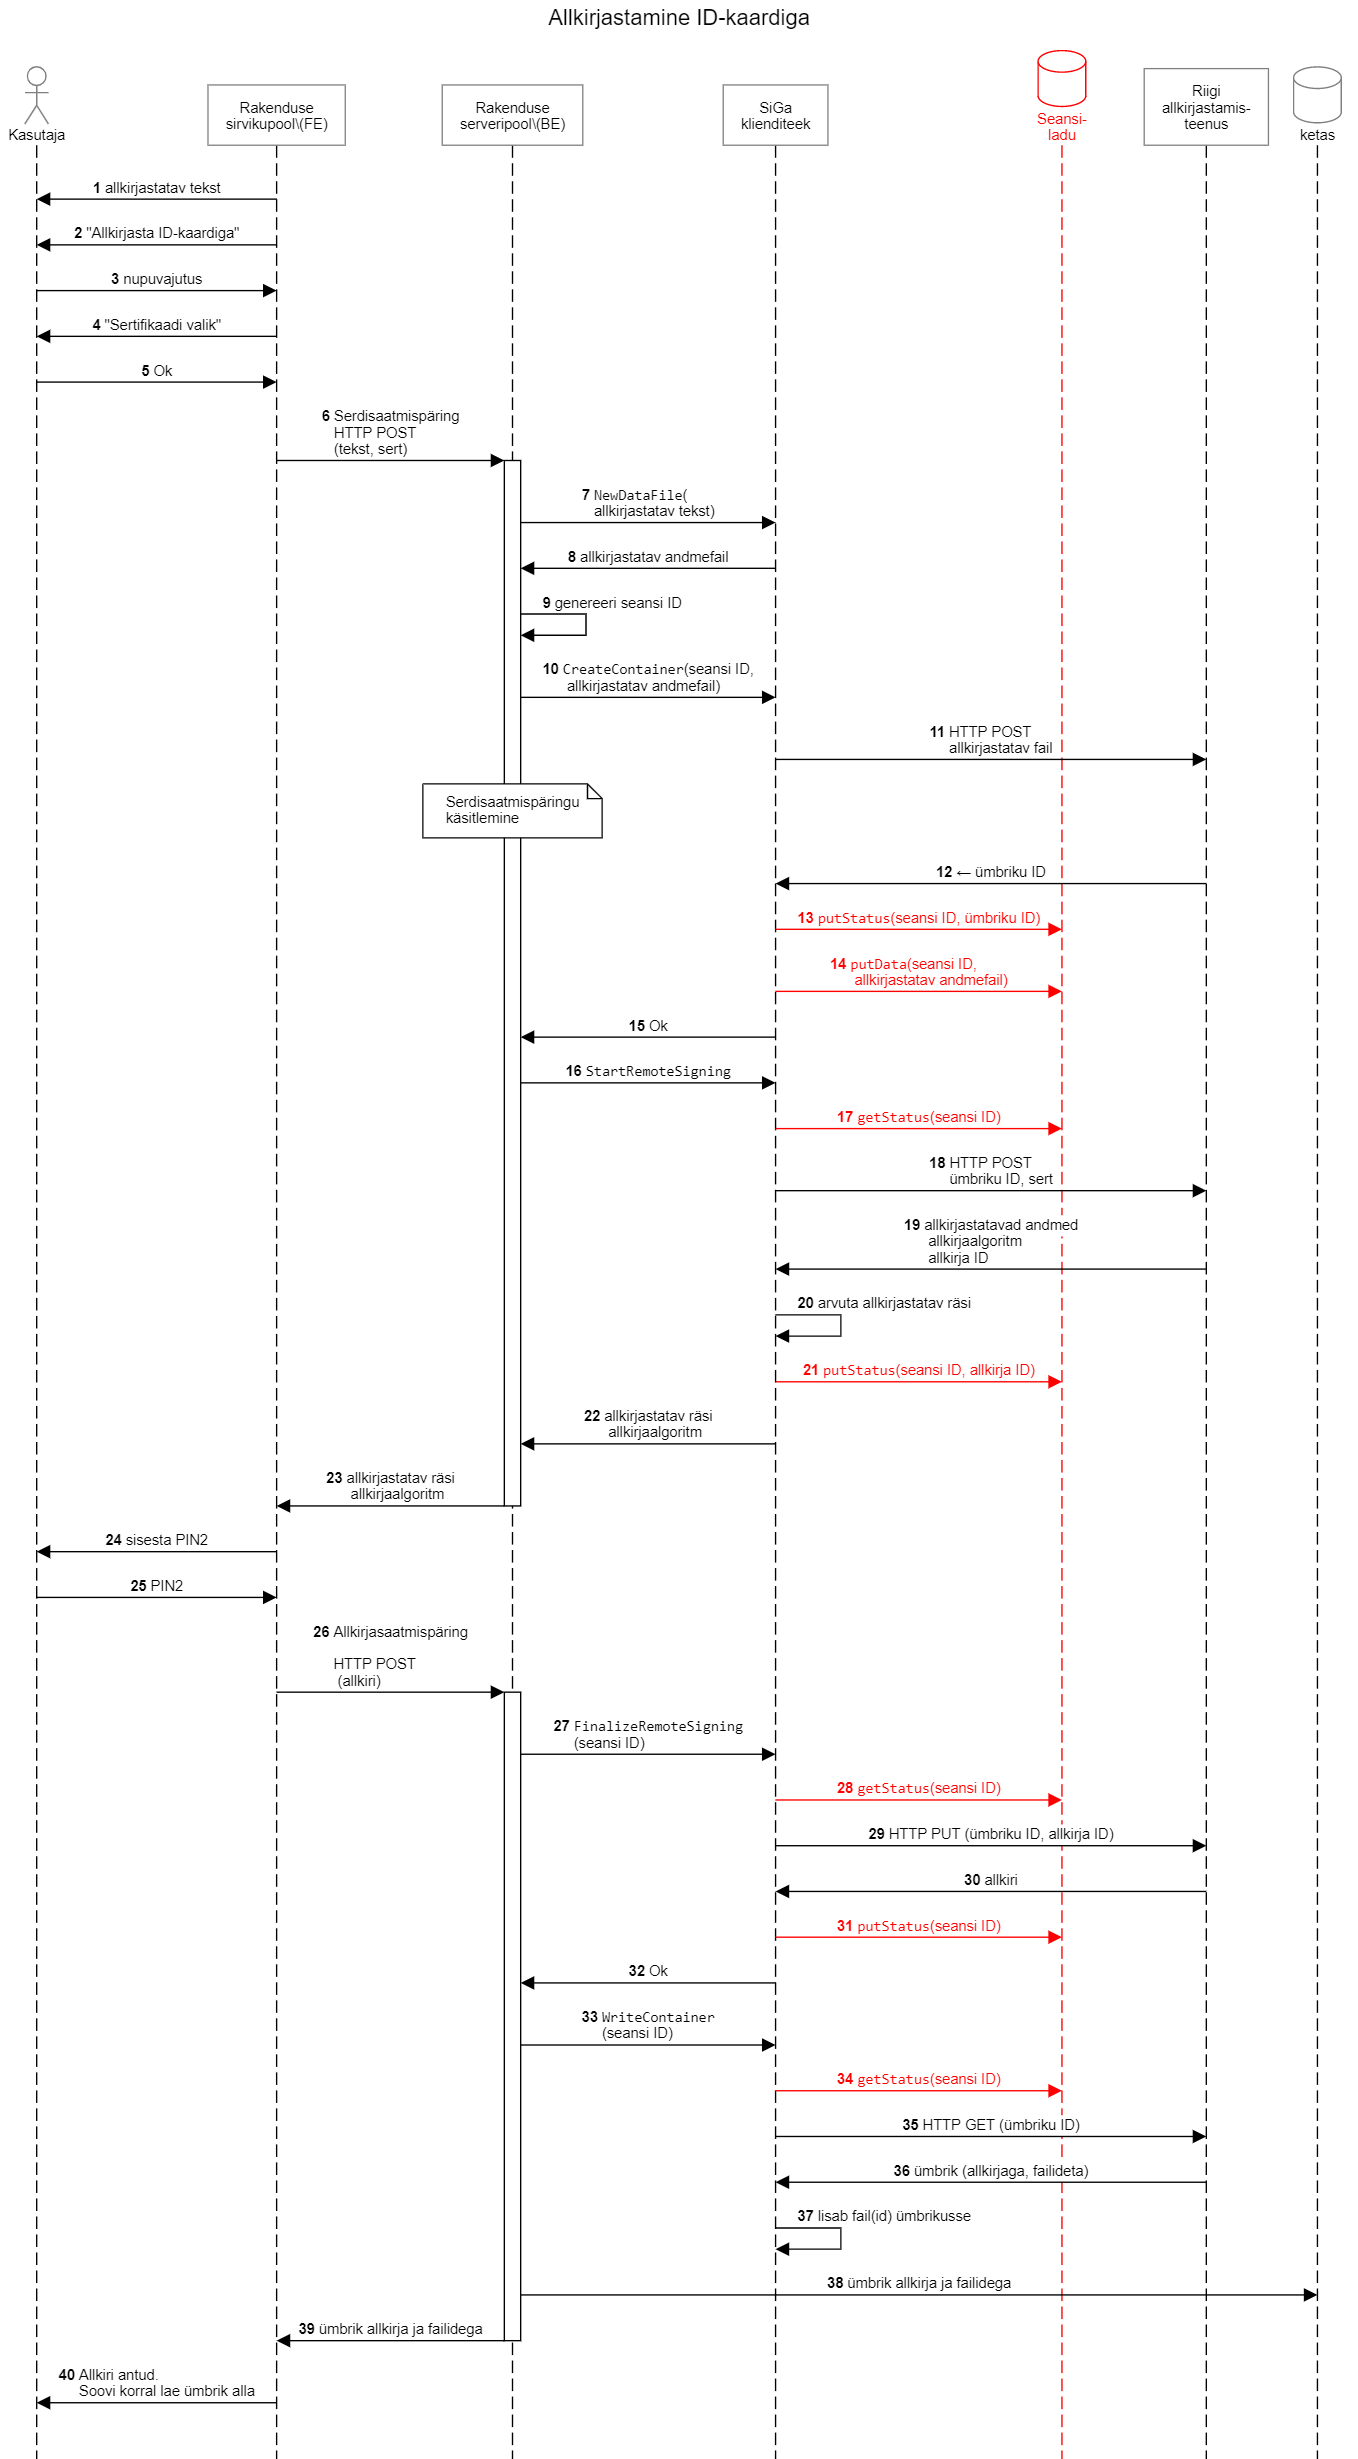 Allkirjastamine ID-kaardiga
Kasutaja
Rakenduse
sirvikupool\(FE)
Rakenduse
serveripool\(BE)
SiGa
klienditeek
Seansi-
ladu
Riigi
allkirjastamis-
teenus
ketas
1 allkirjastatav tekst
2 "Allkirjasta ID-kaardiga"
3 nupuvajutus
4 "Sertifikaadi valik"
5 Ok
6 Serdisaatmispäring
HTTP POST
(tekst, sert)
7 NewDataFile(
allkirjastatav tekst)
8 allkirjastatav andmefail
9 genereeri seansi ID
10 CreateContainer(seansi ID,
allkirjastatav andmefail)
11 HTTP POST
allkirjastatav fail
Serdisaatmispäringu
käsitlemine
12 ← ümbriku ID
13 putStatus(seansi ID, ümbriku ID)
14 putData(seansi ID,
allkirjastatav andmefail)
15 Ok
16 StartRemoteSigning
17 getStatus(seansi ID)
18 HTTP POST
ümbriku ID, sert
19 allkirjastatavad andmed
allkirjaalgoritm
allkirja ID
20 arvuta allkirjastatav räsi
21 putStatus(seansi ID, allkirja ID)
22 allkirjastatav räsi
allkirjaalgoritm
23 allkirjastatav räsi
allkirjaalgoritm
24 sisesta PIN2
25 PIN2
26 Allkirjasaatmispäring
HTTP POST
(allkiri)
27 FinalizeRemoteSigning
(seansi ID)
28 getStatus(seansi ID)
29 HTTP PUT (ümbriku ID, allkirja ID)
30 allkiri
31 putStatus(seansi ID)
32 Ok
33 WriteContainer
(seansi ID)
34 getStatus(seansi ID)
35 HTTP GET (ümbriku ID)
36 ümbrik (allkirjaga, failideta)
37 lisab fail(id) ümbrikusse
38 ümbrik allkirja ja failidega
39 ümbrik allkirja ja failidega
40 Allkiri antud.
Soovi korral lae ümbrik alla